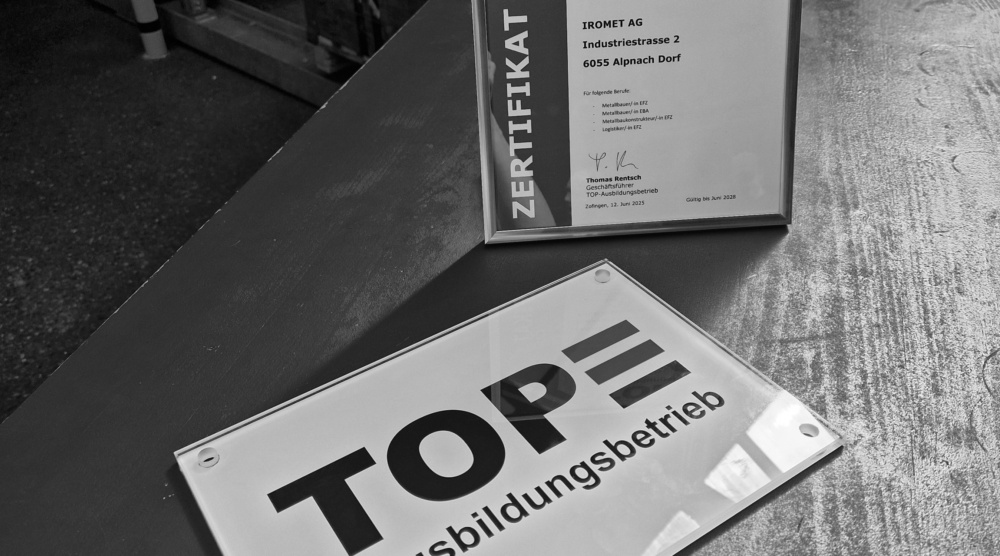 ZERTIFIKAT
IROMET AG
Industriestrasse 2
6055 Alpnach Dorf
Für folgende Berufe:
- Metallbauer/ in EFZ
- Metallbauer/ in EBA
- Metallbaukonstrukteur/ in EFZ
- Logistiker/ in EFZ
Thomas Rentsch
Geschäftsführer
TOP-Ausbildungsbetrieb
Zofingen, 12. Juni 2023
Gültig bis Juni 2026
TOP
usbildungsbetrieb